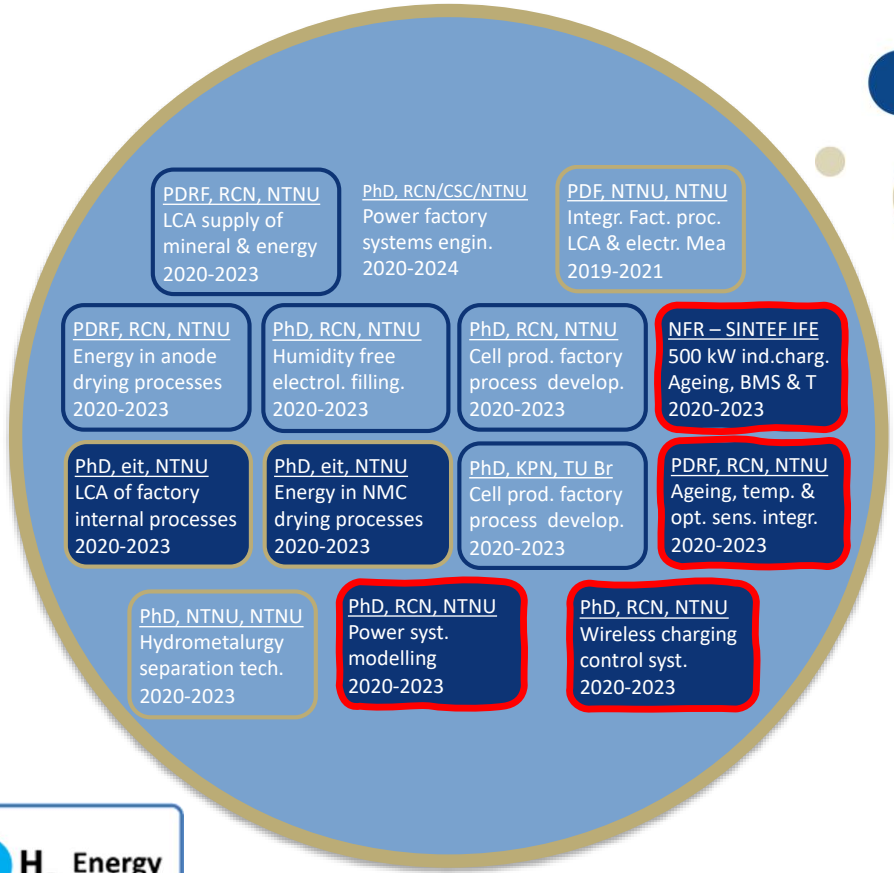 PDRF, RCN, NTNU
LCA supply of
mineral & energy
2020-2023
PhD, RCN/CSC/NTNU
Power factory
systems engin.
2020-2024
PDF, NTNU, NTNU
Integr. Fact. proc.
LCA & electr. Mea
2019-2021
PDRF, RCN, NTNU
Energy in anode
drying processes
2020-2023
PhD, RCN, NTNU
Humidity free
electrol. filling.
2020-2023
PhD, RCN, NTNU
Cell prod. factory
process develop.
2020-2023
NFR – SINTEF IFE
500 kW ind.charg.
Ageing, BMS & T
2020-2023
PhD, eit, NTNU
LCA of factory
internal processes
2020-2023
PhD, eit, NTNU
Energy in NMC
drying processes
2020-2023
PhD, KPN, TU Br
Cell prod. factory
process develop.
2020-2023
PDRF, RCN, NTNU
Ageing, temp. &
opt. sens. integr.
2020-2023
PhD, NTNU, NTNU
Hydrometalurgy
separation tech.
2020-2023
PhD, RCN, NTNU
Power syst.
modelling
2020-2023
PhD, RCN, NTNU
Wireless charging
control syst.
2020-2023
H Energy